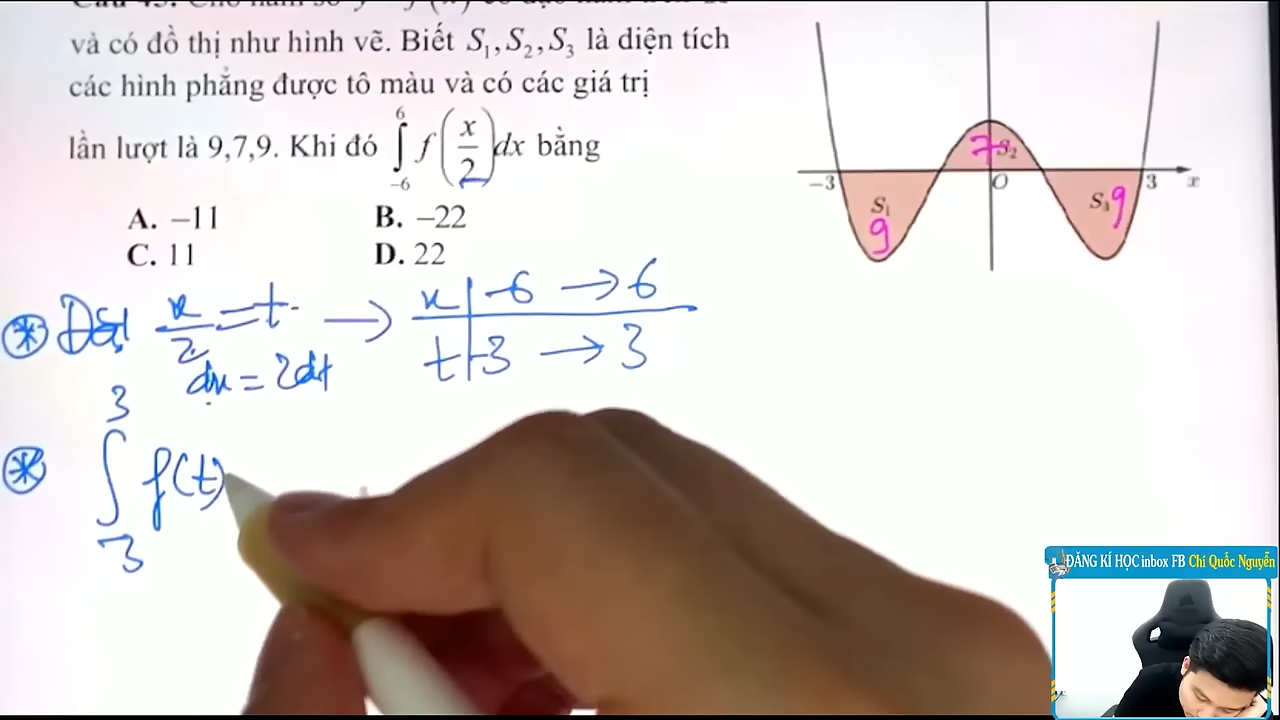 và có đồ thị như hình vẽ. Biết S₁, S₂, S₃ là diện tích
các hình phẳng được tô màu và có các giá trị
lần lượt là 9,7,9. Khi đó ∫₋₆⁶ f(x/2)dx bằng
A. −11 B. −22
C. 11 D. 22
−3 O 3 x
S₁ 7 S₂ S₃ 9
9
Đặt x/2 = t → x | -6 → 6
dx = 2dt t | -3 → 3
3
∫ f(t)
3
ĐĂNG KÍ HỌC inbox FB Chí Quốc Nguyễn